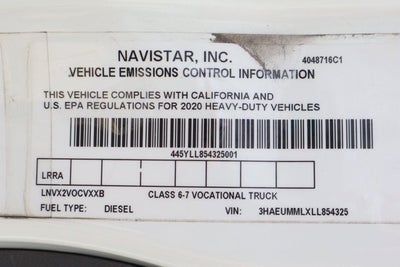 NAVISTAR, INC.
4048716C1
VEHICLE EMISSIONS CONTROL INFORMATION
THIS VEHICLE COMPLIES WITH CALIFORNIA AND
U.S. EPA REGULATIONS FOR 2020 HEAVY-DUTY VEHICLES
445YLL854325001
LRRA
LNVX2VOCVXXB CLASS 6-7 VOCATIONAL TRUCK
FUEL TYPE: DIESEL VIN: 3HAEUMMLXLL854325